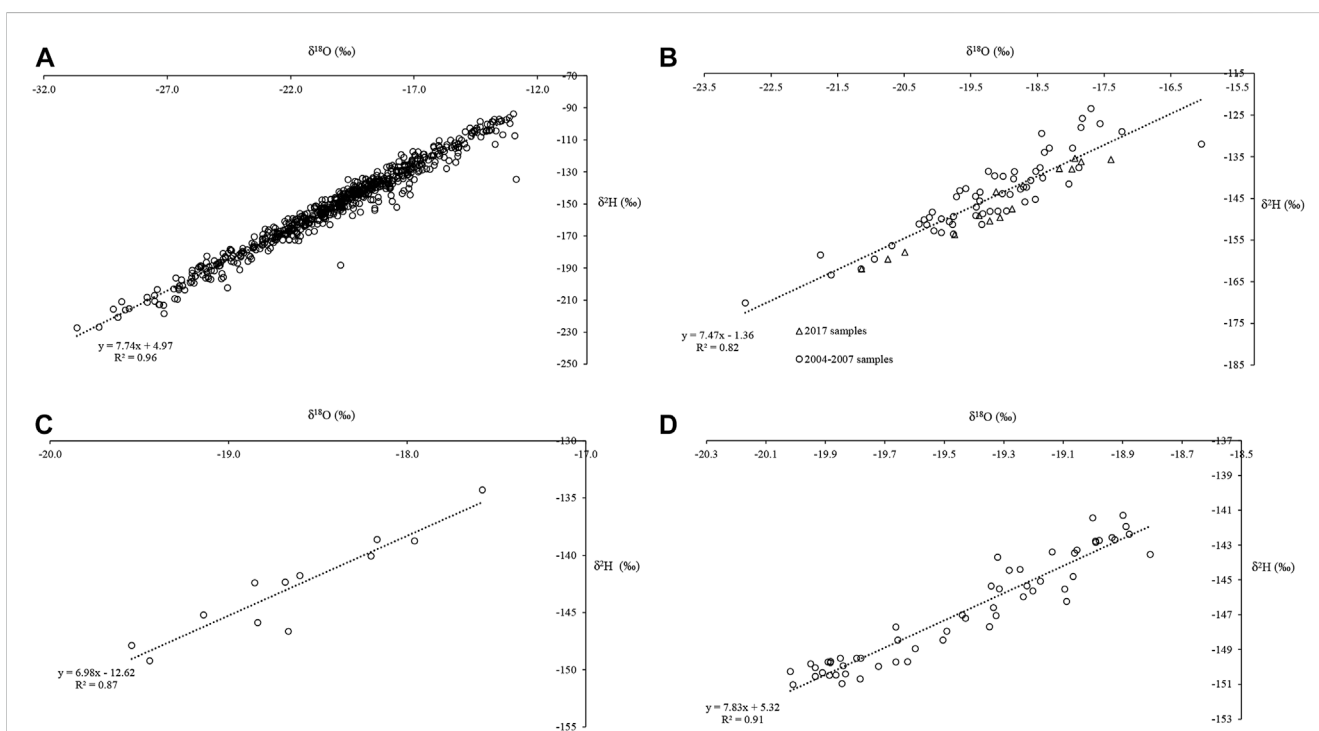 A
δ18O (‰)
-32.0 -27.0 -22.0 -17.0 -12.0
-70
-90
-110
-130
-150
-170
-190
-210
-230
-250
δ2H (‰)
y = 7.74x + 4.97
R² = 0.96
B
δ18O (‰)
-23.5 -22.5 -21.5 -20.5 -19.5 -18.5 -17.5 -16.5 -15.5
-115
-125
-135
-145
-155
-165
-175
-185
δ2H (‰)
y = 7.47x - 1.36
R² = 0.82
2017 samples
2004-2007 samples
C
δ18O (‰)
-20.0 -19.0 -18.0 -17.0
-130
-135
-140
-145
-150
-155
δ2H (‰)
y = 6.98x - 12.62
R² = 0.87
D
δ18O (‰)
-20.3 -20.1 -19.9 -19.7 -19.5 -19.3 -19.1 -18.9 -18.7 -18.5
-137
-139
-141
-143
-145
-147
-149
-151
-153
δ2H (‰)
y = 7.83x + 5.32
R² = 0.91